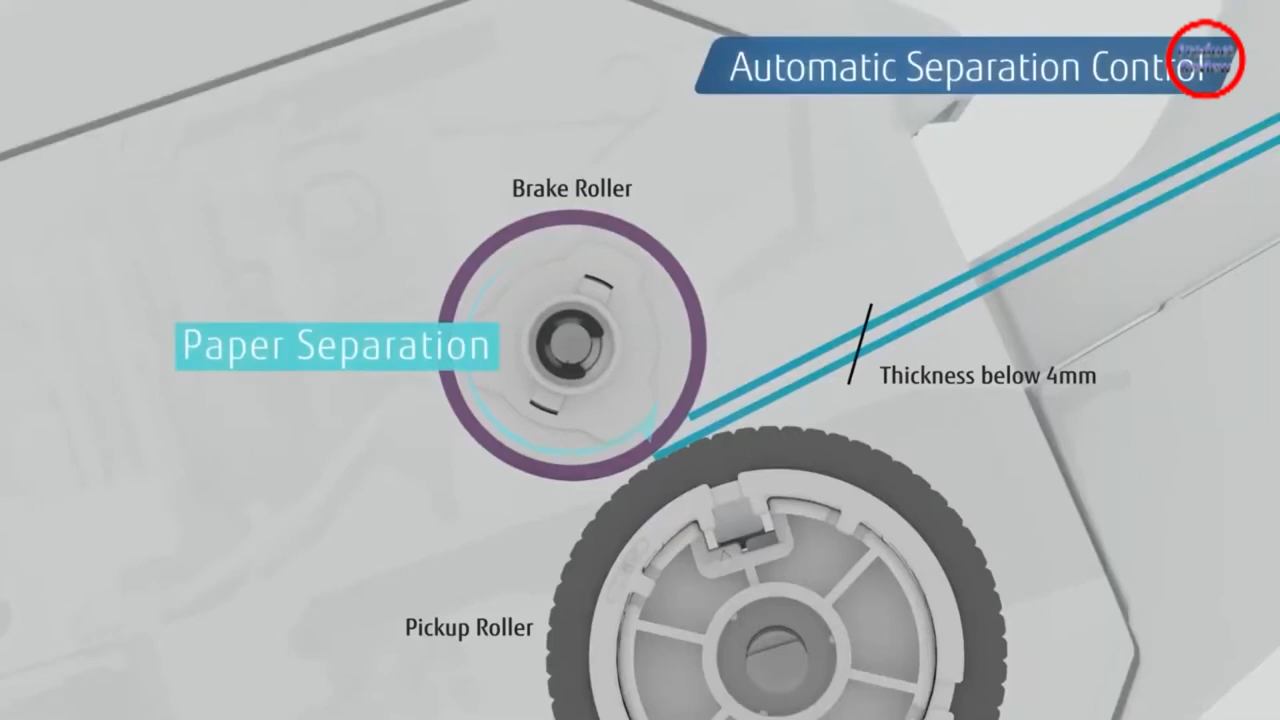 Automatic Separation Control
Brake Roller
Paper Separation
Thickness below 4mm
Pickup Roller